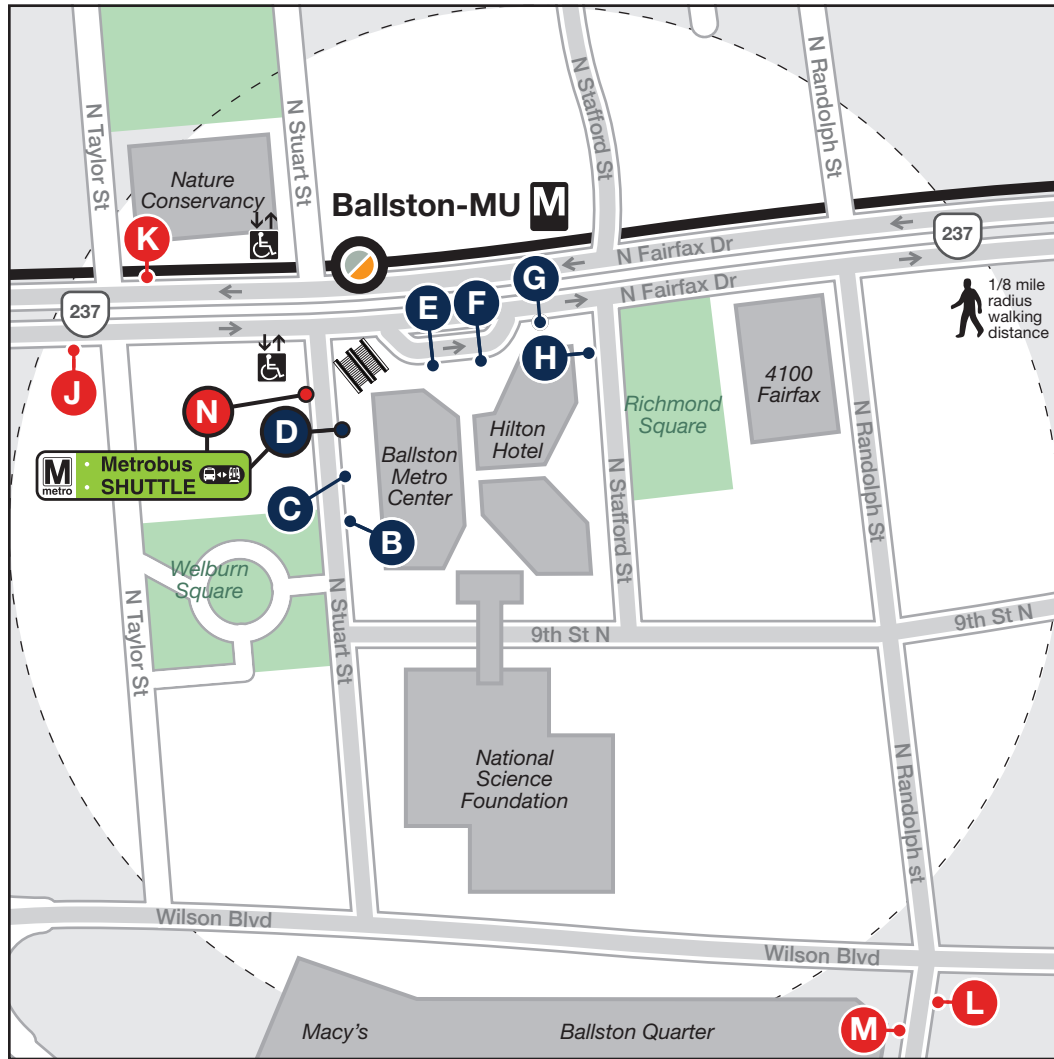 N Taylor St
N Stuart St
N Stafford St
N Randolph St
Nature
Conservancy
Ballston-MU M
K
237
N Fairfax Dr
G
N Fairfax Dr
237
E
F
1/8 mile
radius
walking
distance
H
J
N
D
M
metro
· Metrobus
· SHUTTLE
4100
Fairfax
Richmond
Square
Hilton
Hotel
Ballston
Metro
Center
C
B
N Stafford St
N Randolph St
Welburn
Square
N Taylor St
N Stuart St
9th St N
9th St N
National
Science
Foundation
N Randolph st
Wilson Blvd
Wilson Blvd
L
M
Macy's
Ballston Quarter